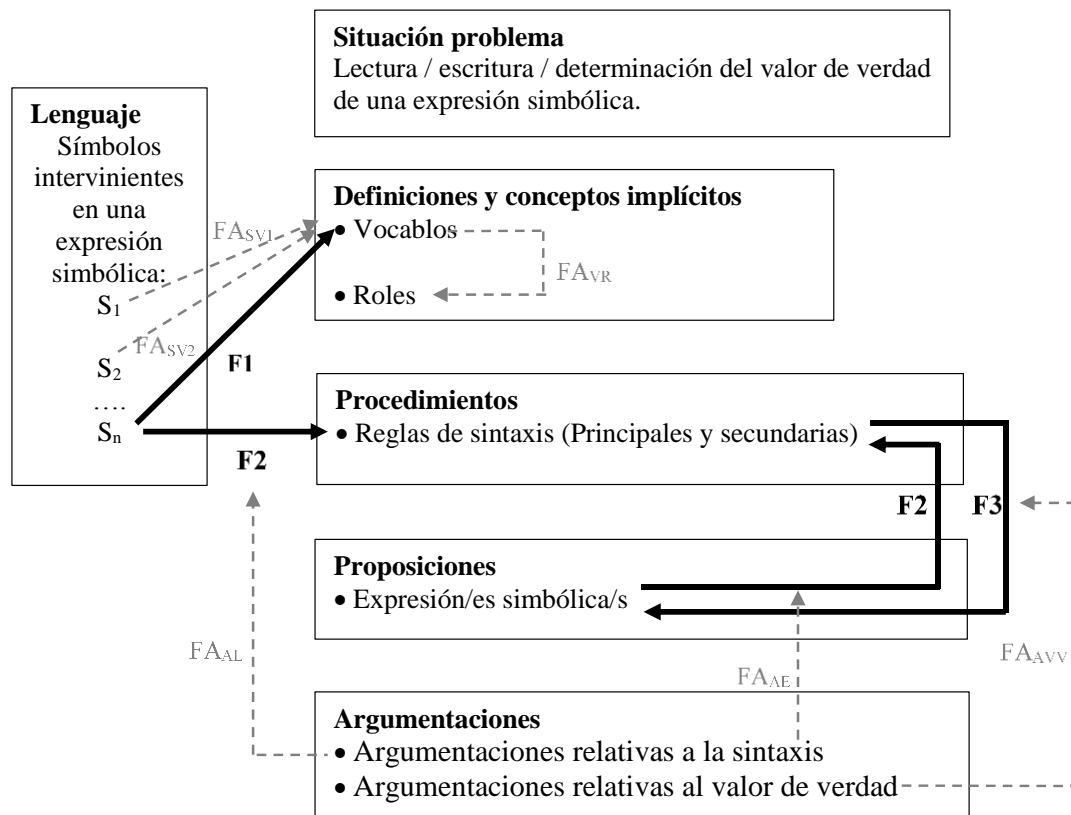 Situación problema
Lectura / escritura / determinación del valor de verdad
de una expresión simbólica.
Lenguaje
Símbolos
intervinientes
en una
expresión
simbólica:
S1
S2
....
Sn
FASV1
FASV2
F1
F2
Definiciones y conceptos implícitos
• Vocablos
FAVR
• Roles
Procedimientos
• Reglas de sintaxis (Principales y secundarias)
F2
F3
Proposiciones
• Expresión/es simbólica/s
FAAL
FAAE
FAAVV
Argumentaciones
• Argumentaciones relativas a la sintaxis
• Argumentaciones relativas al valor de verdad